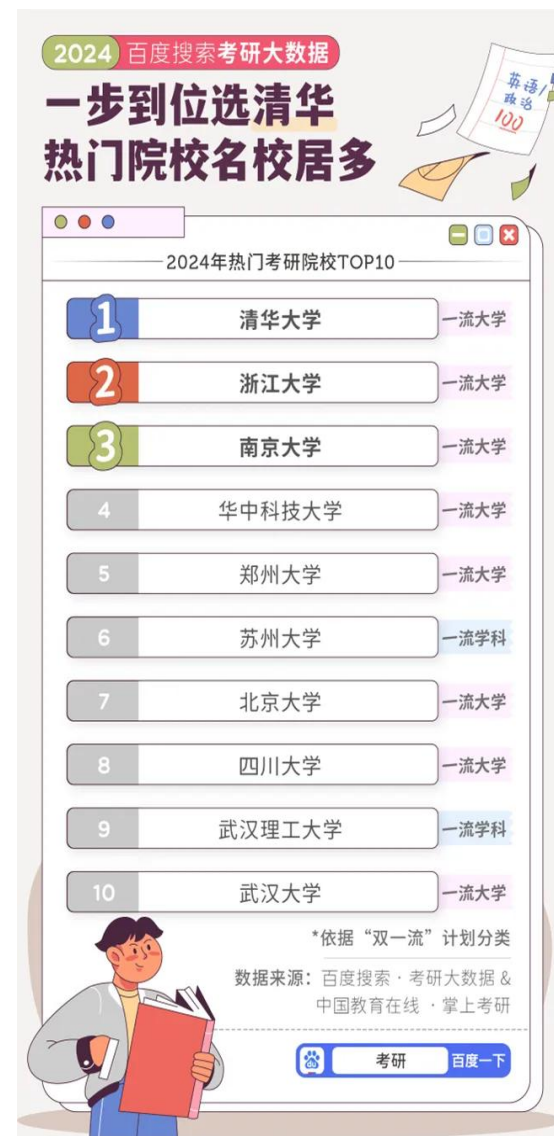 2024 百度搜索考研大数据
一步到位选清华
热门院校名校居多
英语/
政治
100
2024年热门考研院校TOP10
1 清华大学 一流大学
2 浙江大学 一流大学
3 南京大学 一流大学
4 华中科技大学 一流大学
5 郑州大学 一流大学
6 苏州大学 一流学科
7 北京大学 一流大学
8 四川大学 一流大学
9 武汉理工大学 一流学科
10 武汉大学 一流大学
*依据“双一流”计划分类
数据来源：百度搜索·考研大数据 &
中国教育在线 ·掌上考研
考研 百度一下